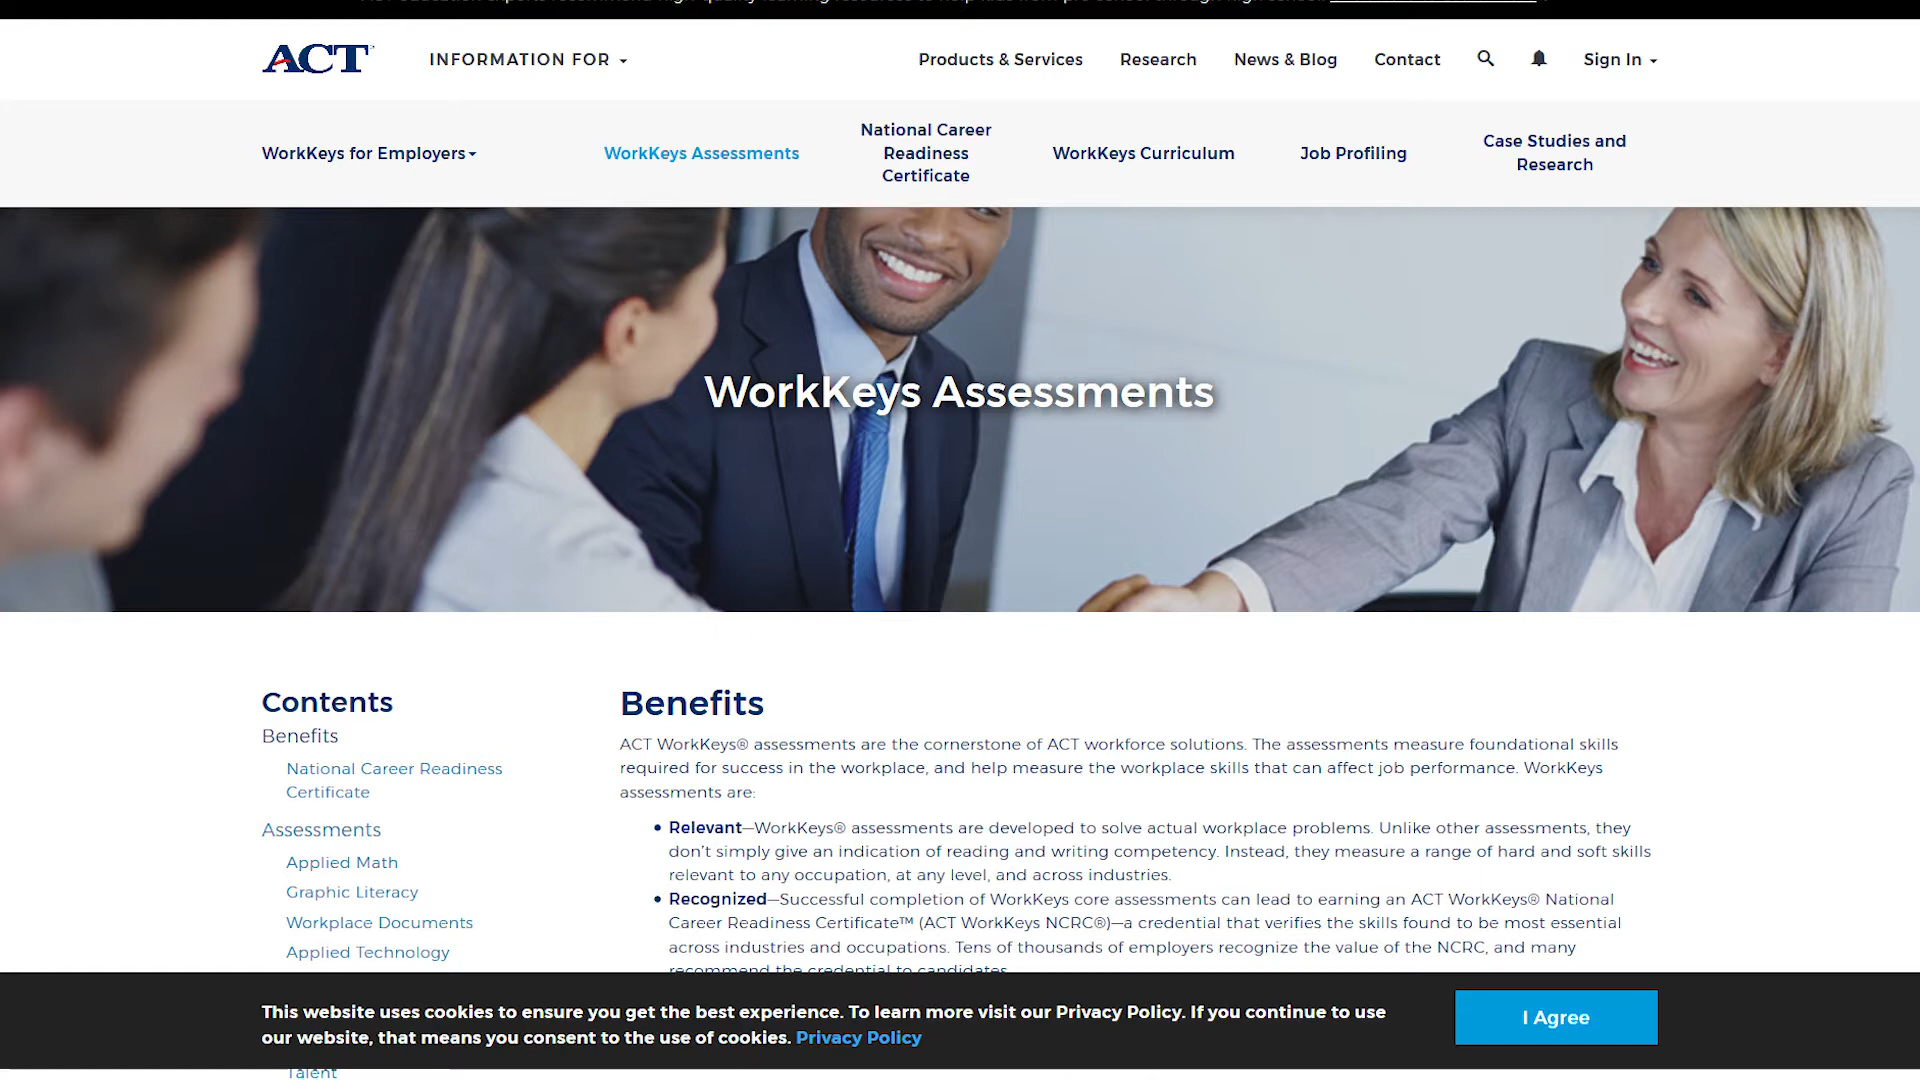 ACT
INFORMATION FOR
Products & Services
Research
News & Blog
Contact
Sign In
WorkKeys for Employers
WorkKeys Assessments
National Career
Readiness
Certificate
WorkKeys Curriculum
Job Profiling
Case Studies and
Research
WorkKeys Assessments
Contents
Benefits
National Career Readiness
Certificate
Assessments
Applied Math
Graphic Literacy
Workplace Documents
Applied Technology
Talent
Benefits
ACT WorkKeys® assessments are the cornerstone of ACT workforce solutions. The assessments measure foundational skills
required for success in the workplace, and help measure the workplace skills that can affect job performance. WorkKeys
assessments are:
• Relevant—WorkKeys® assessments are developed to solve actual workplace problems. Unlike other assessments, they
don’t simply give an indication of reading and writing competency. Instead, they measure a range of hard and soft skills
relevant to any occupation, at any level, and across industries.
• Recognized—Successful completion of WorkKeys core assessments can lead to earning an ACT WorkKeys® National
Career Readiness Certificate™ (ACT WorkKeys NCRC®)—a credential that verifies the skills found to be most essential
across industries and occupations. Tens of thousands of employers recognize the value of the NCRC, and many
recommend the credential to candidates.
This website uses cookies to ensure you get the best experience. To learn more visit our Privacy Policy. If you continue to use
our website, that means you consent to the use of cookies. Privacy Policy
I Agree